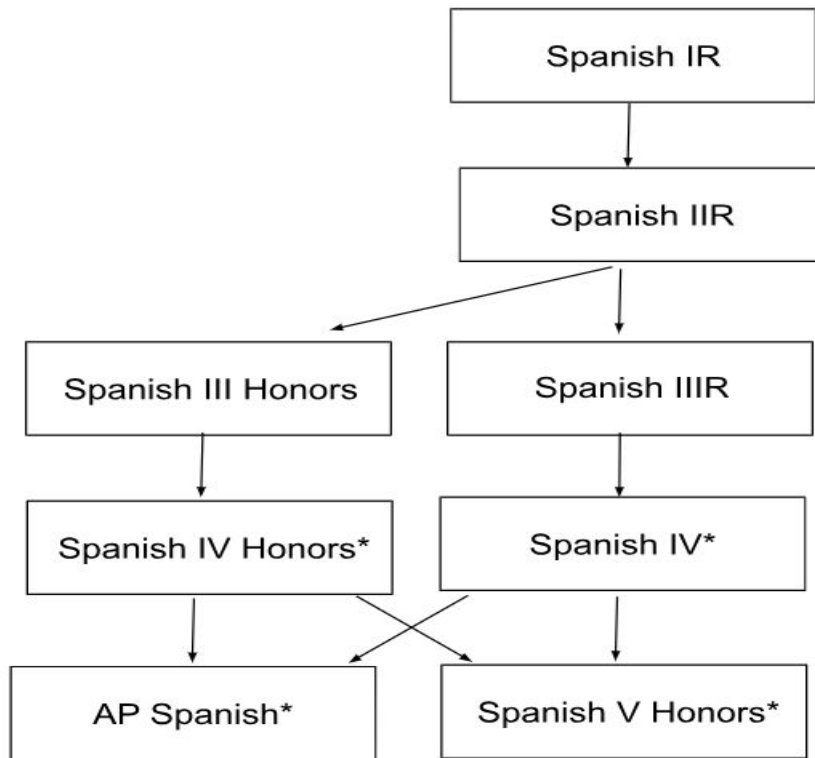 Spanish IR
Spanish IIR
Spanish III Honors
Spanish IIIR
Spanish IV Honors*
Spanish IV*
AP Spanish*
Spanish V Honors*